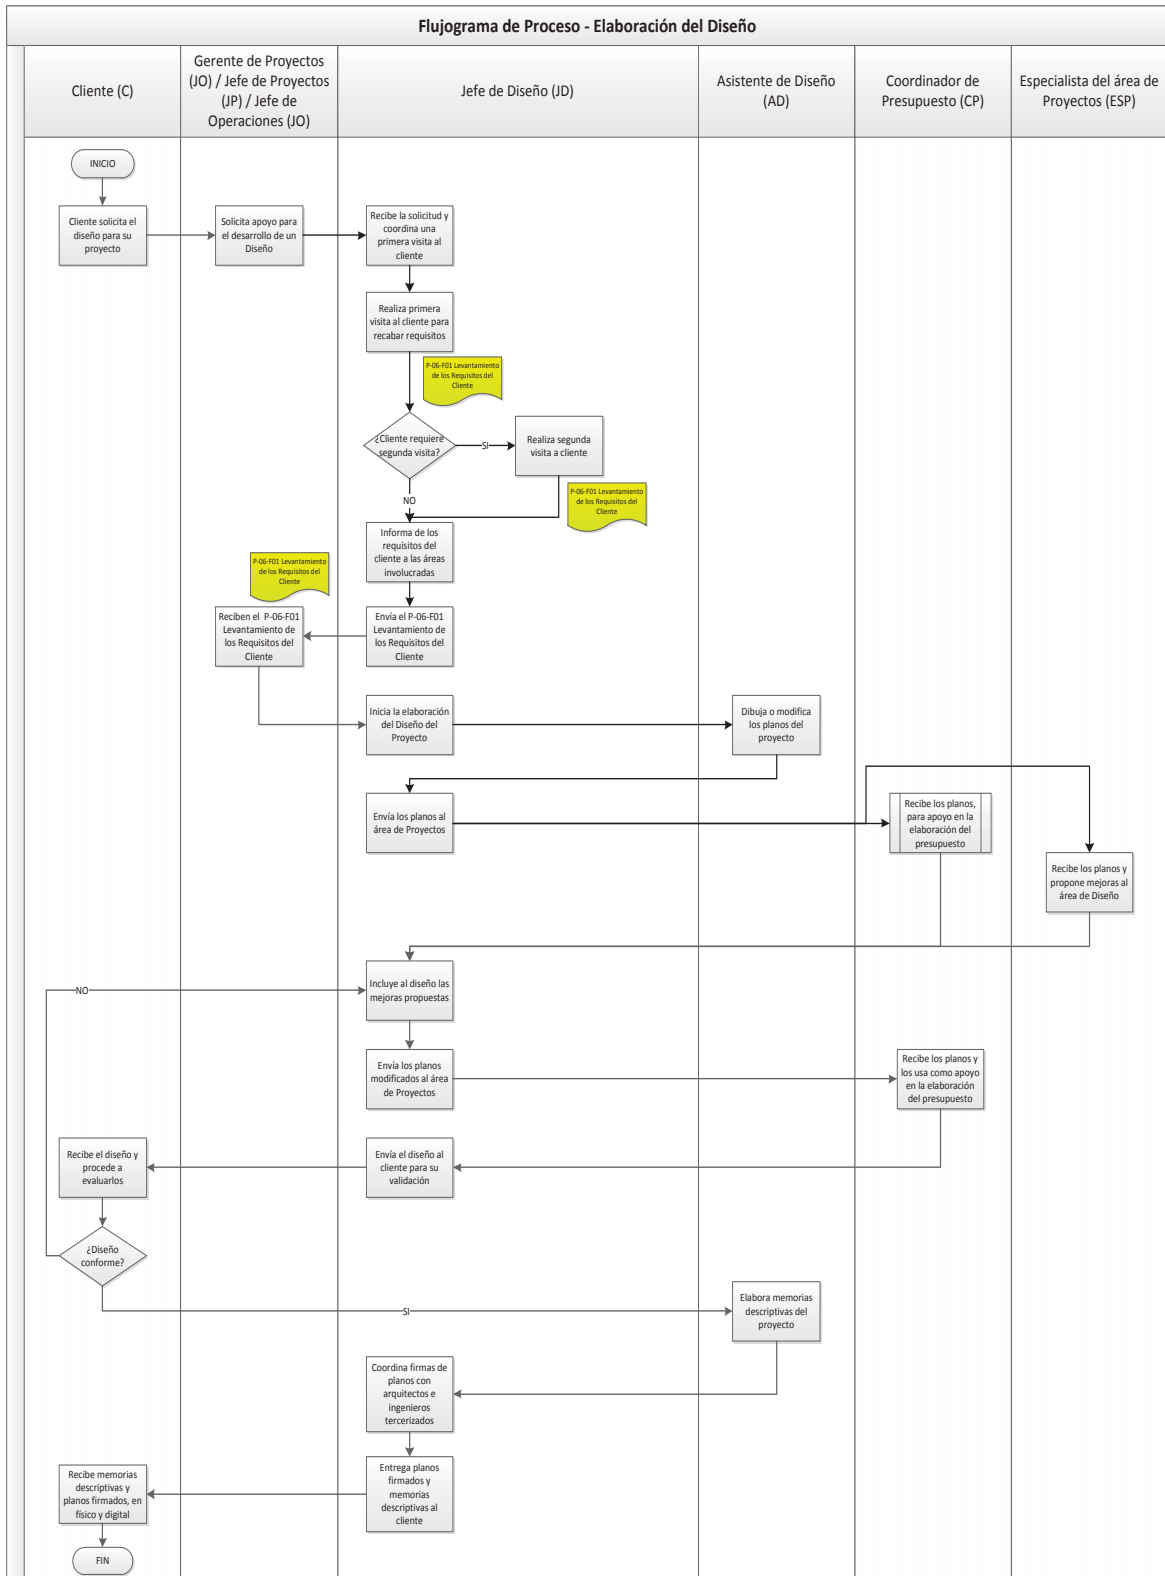 Flujograma de Proceso - Elaboración del Diseño
Cliente (C)
Gerente de Proyectos
(JO) / Jefe de Proyectos
(JP) / Jefe de
Operaciones (JO)
Jefe de Diseño (JD)
Asistente de Diseño
(AD)
Coordinador de
Presupuesto (CP)
Especialista del área de
Proyectos (ESP)
INICIO
Cliente solicita el
diseño para su
proyecto
Solicita apoyo para
el desarrollo de un
Diseño
Recibe la solicitud y
coordina una
primera visita al
cliente
Realiza primera
visita al cliente para
recabar requisitos
P-06-F01 Levantamiento
de los Requisitos del
Cliente
¿Cliente requiere
segunda visita?
SI
Realiza segunda
visita a cliente
NO
P-06-F01 Levantamiento
de los Requisitos del
Cliente
Informa de los
requisitos del
cliente a las áreas
involucradas
P-06-F01 Levantamiento
de los Requisitos del
Cliente
Reciben el P-06-F01
Levantamiento de
los Requisitos del
Cliente
Envía el P-06-F01
Levantamiento de
los Requisitos del
Cliente
Inicia la elaboración
del Diseño del
Proyecto
Dibuja o modifica
los planos del
proyecto
Envía los planos al
área de Proyectos
Recibe los planos,
para apoyo en la
elaboración del
presupuesto
Recibe los planos y
propone mejoras al
área de Diseño
NO
Incluye al diseño las
mejoras propuestas
Envía los planos
modificados al área
de Proyectos
Recibe los planos y
los usa como apoyo
en la elaboración
del presupuesto
Recibe el diseño y
procede a
evaluarlos
Envía el diseño al
cliente para su
validación
¿Diseño
conforme?
SI
Elabora memorias
descriptivas del
proyecto
Coordina firmas de
planos con
arquitectos e
ingenieros
tercerizados
Recibe memorias
descriptivas y
planos firmados, en
físico y digital
Entrega planos
firmados y
memorias
descriptivas al
cliente
FIN